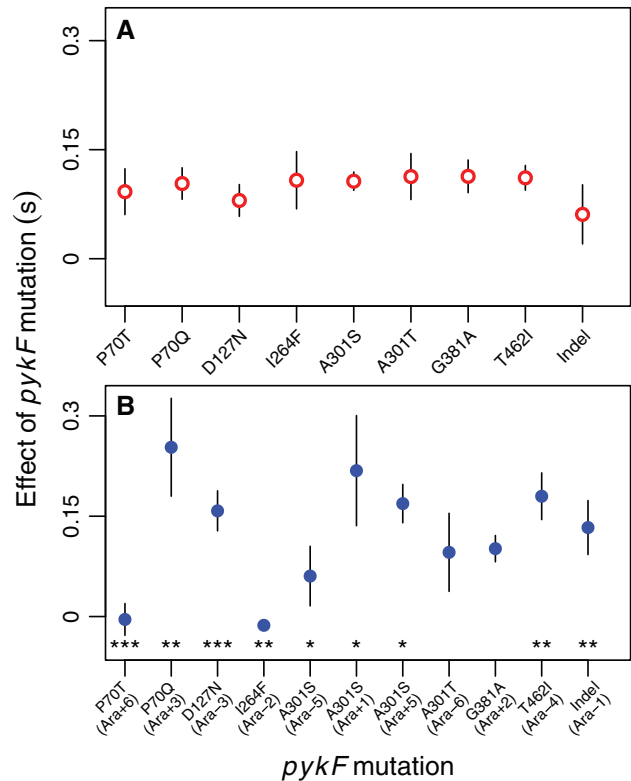 A
0.3
0.15
0
P70T
P70Q
D127N
I264F
A301S
A301T
G381A
T462I
Indel
Effect of pykF mutation (s)
B
0.3
0.15
0
*** ** *** ** * * * ** **
P70T (Ara+6)
P70Q (Ara+3)
D127N (Ara−3)
I264F (Ara−2)
A301S (Ara−5)
A301S (Ara+1)
A301S (Ara+5)
A301T (Ara−6)
G381A (Ara+2)
T462I (Ara−4)
Indel (Ara−1)
pykF mutation